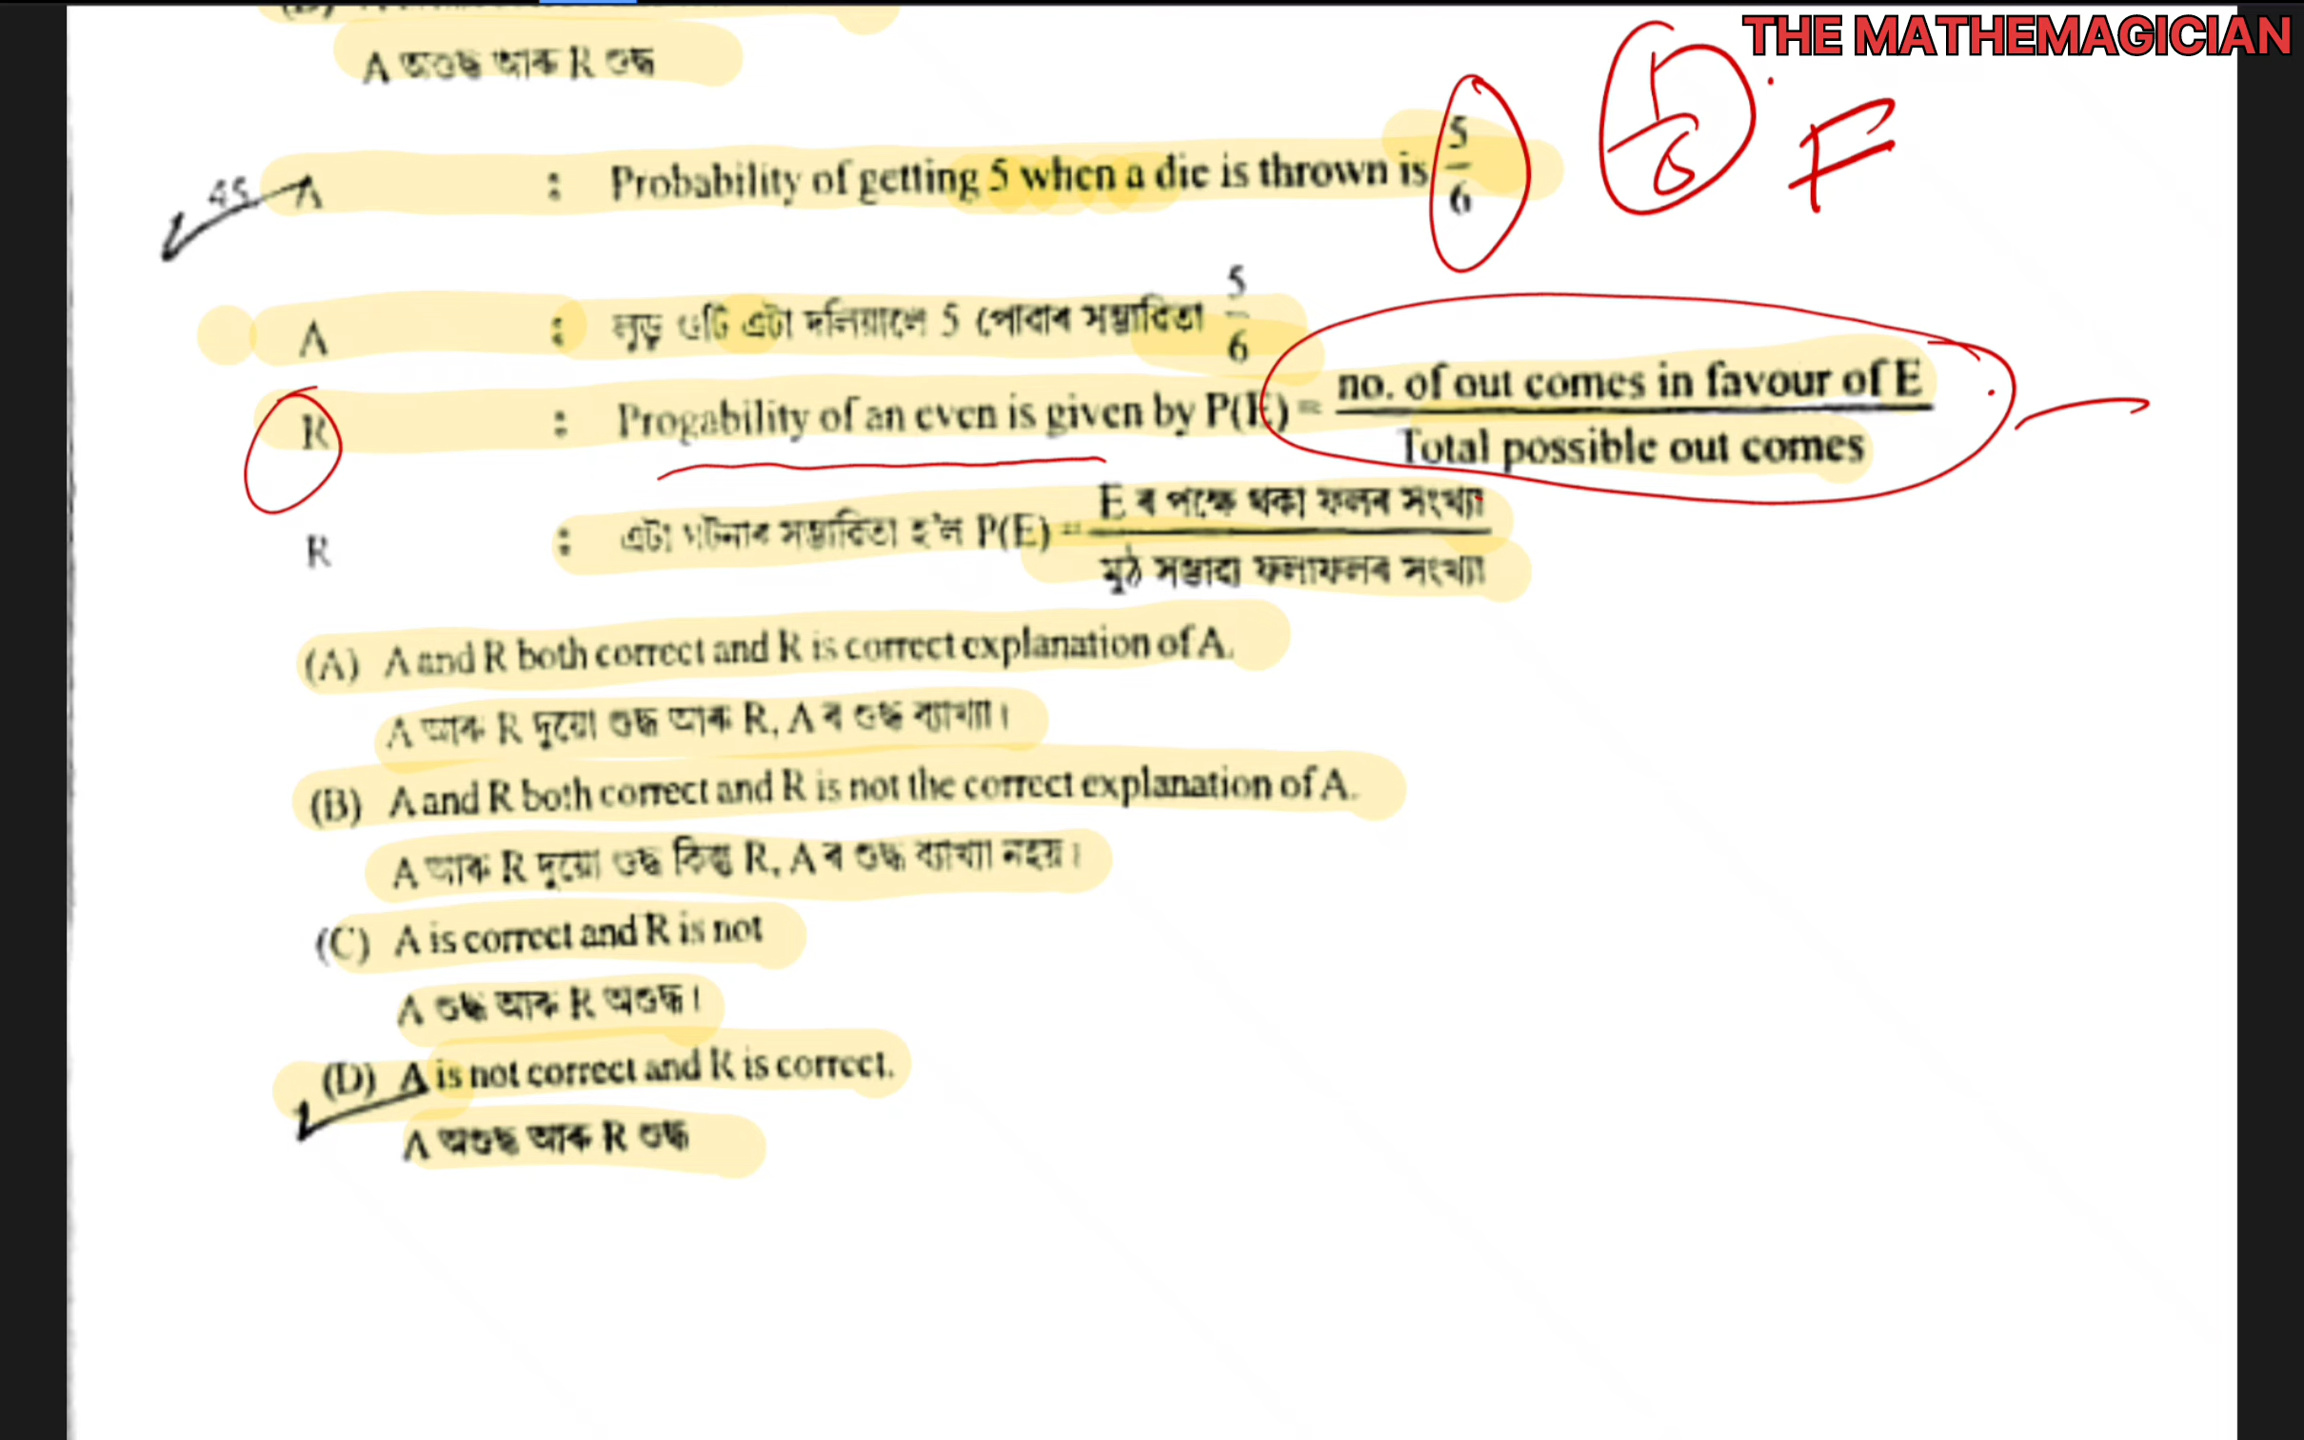 THE MATHEMAGICIAN
A অশুদ্ধ আৰু R শুদ্ধ
45 A : Probability of getting 5 when a die is thrown is 5/6
1/6 F
A : লুডু গুটি এটা দলিয়ালে 5 পোৱাৰ সম্ভাৱিতা 5/6
R : Progability of an even is given by P(E) = no. of out comes in favour of E / Total possible out comes
R : এটা ঘটনাৰ সম্ভাৱিতা হ'ল P(E) = E ৰ পক্ষে থকা ফলৰ সংখ্যা / মুঠ সম্ভাব্য ফলাফলৰ সংখ্যা
(A) A and R both correct and R is correct explanation of A.
A আৰু R দুয়ো শুদ্ধ আৰু R, A ৰ শুদ্ধ ব্যাখ্যা।
(B) A and R both correct and R is not the correct explanation of A.
A আৰু R দুয়ো শুদ্ধ কিন্তু R, A ৰ শুদ্ধ ব্যাখ্যা নহয়।
(C) A is correct and R is not
A শুদ্ধ আৰু R অশুদ্ধ।
(D) A is not correct and R is correct.
A অশুদ্ধ আৰু R শুদ্ধ